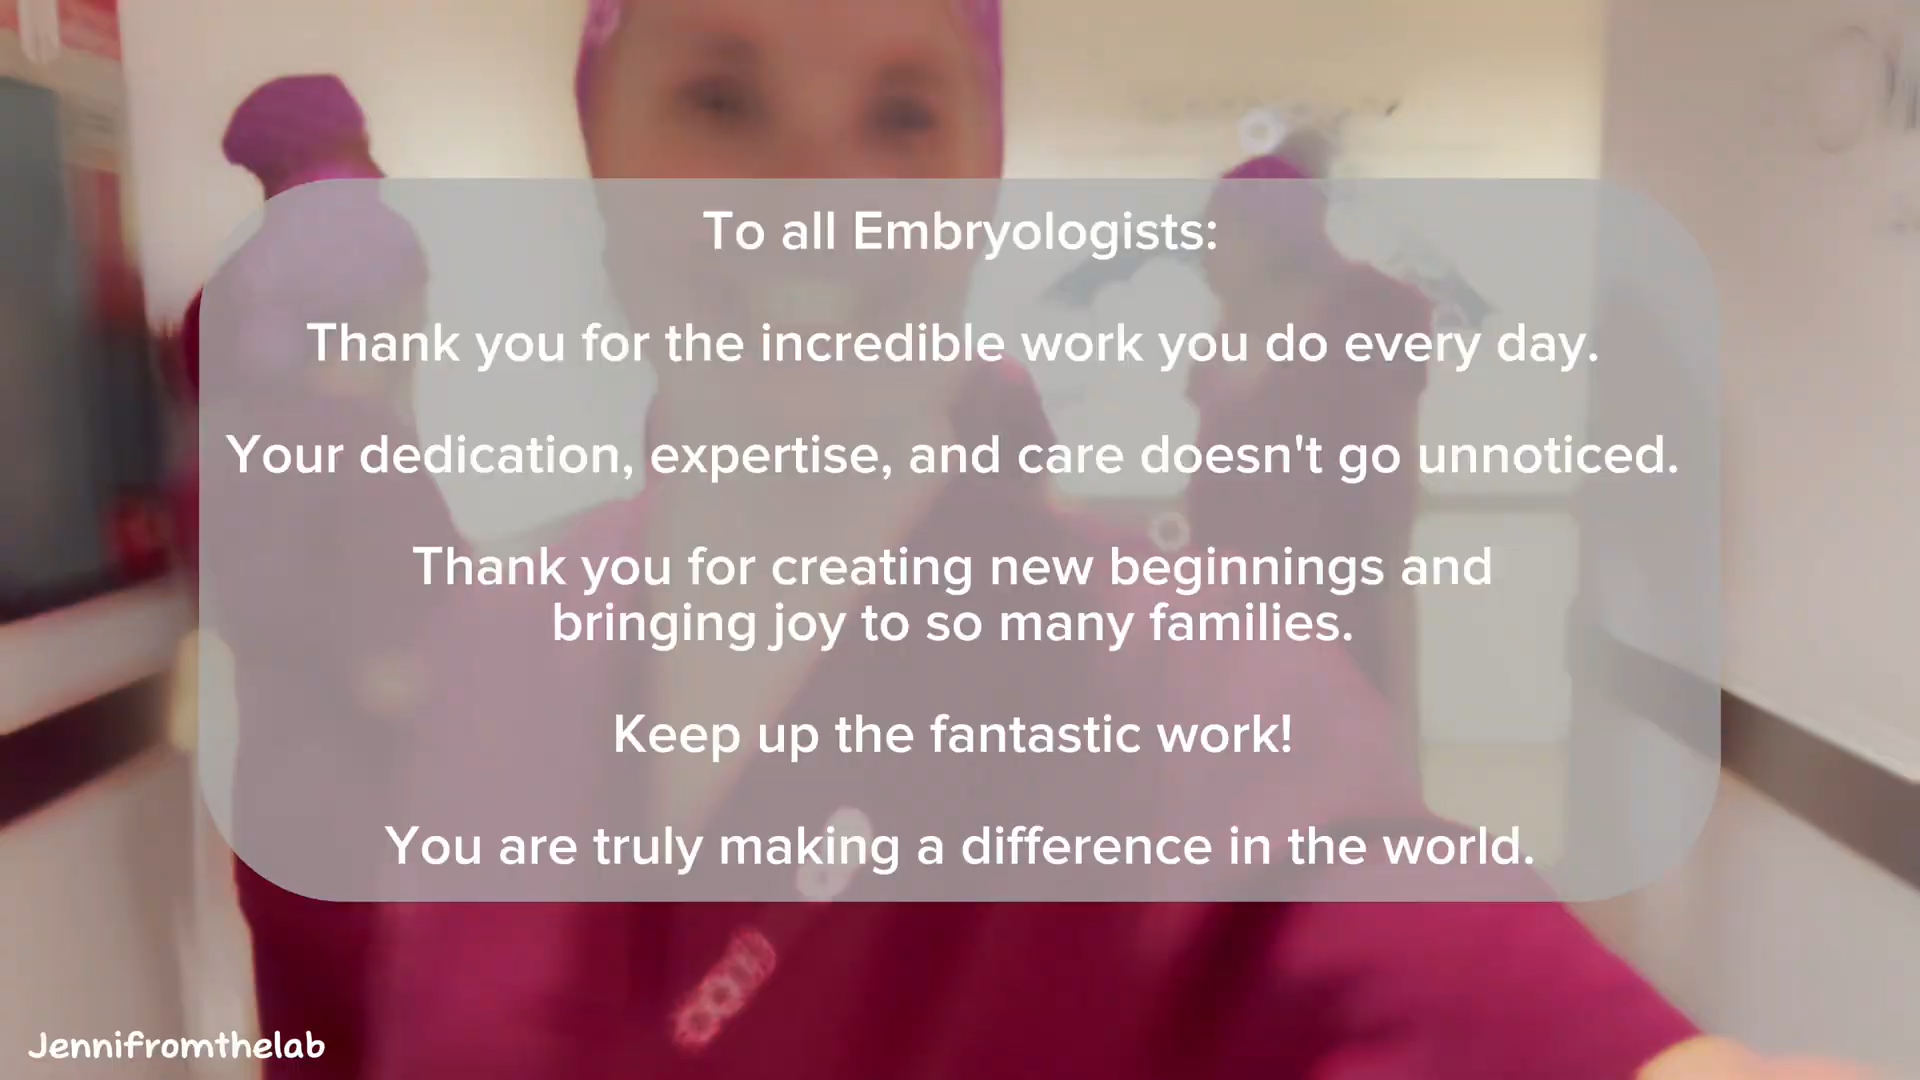 To all Embryologists:
Thank you for the incredible work you do every day.
Your dedication, expertise, and care doesn't go unnoticed.
Thank you for creating new beginnings and
bringing joy to so many families.
Keep up the fantastic work!
You are truly making a difference in the world.
Jennifromthelab